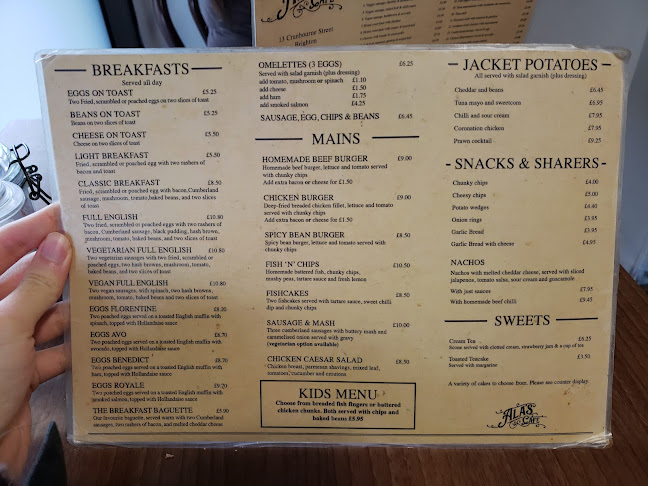 ALAS
CAFE
13 Cranbourne Street
Brighton
BREAKFASTS
Served all day
EGGS ON TOAST £5.25
Two Fried, scrambled or poached eggs on two slices of toast
BEANS ON TOAST £5.25
Beans on two slices of toast
CHEESE ON TOAST £5.50
Cheese on two slices of toast
LIGHT BREAKFAST £5.50
Fried, scrambled or poached egg with two rashers
of bacon and toast
CLASSIC BREAKFAST £8.50
Fried, scrambled or poached egg with bacon,Cumberland
sausage, mushroom, tomato,baked beans, and two slices
of toast
FULL ENGLISH £10.80
Two fried, scrambled or poached eggs with two rashers of
bacon, Cumberland sausage, black pudding, hash brown,
mushroom, tomato, baked beans, and two slices of toast
VEGETARIAN FULL ENGLISH £10.80
Two vegetarian sausages with two fried, scrambled or
poached eggs, two hash browns, mushroom, tomato,
baked beans, and two slices of toast
VEGAN FULL ENGLISH £10.80
Two vegan sausages, with spinach, two hash browns,
mushroom, tomato, baked beans and two slices of toast
EGGS FLORENTINE £8.20
Two poached eggs served on a toasted English muffin with
spinach, topped with Hollandaise sauce
EGGS AVO £8.70
Two poached eggs served on a toasted English muffin with
avocado, topped with Hollandaise sauce
EGGS BENEDICT £8.70
Two poached eggs served on a toasted English muffin with
ham, topped with Hollandaise sauce
EGGS ROYALE £9.20
Two poached eggs served on a toasted English muffin with
smoked salmon, topped with Hollandaise sauce
THE BREAKFAST BAGUETTE £5.90
Our favourite baguette, served warm with two Cumberland
sausages, two rashers of bacon, and melted cheddar cheese
OMELETTES (3 EGGS) £6.25
Served with salad garnish (plus dressing)
add tomato, mushroom or spinach £1.10
add cheese £1.50
add ham £1.75
add smoked salmon £4.25
SAUSAGE, EGG, CHIPS & BEANS £6.45
MAINS
HOMEMADE BEEF BURGER £9.00
Homemade beef burger, lettuce and tomato served
with chunky chips
Add extra bacon or cheese for £1.50
CHICKEN BURGER £9.00
Deep-fried breaded chicken fillet, lettuce and tomato
served with chunky chips
Add extra bacon or cheese for £1.50
SPICY BEAN BURGER £8.50
Spicy bean burger, lettuce and tomato served with
chunky chips
FISH 'N' CHIPS £10.50
Homemade battered fish, chunky chips,
mushy peas, tartare sauce and fresh lemon
FISHCAKES £8.50
Two fishcakes served with tartare sauce, sweet chilli
dip and chunky chips
SAUSAGE & MASH £10.00
Three cumberland sausages with buttery mash and
caramelised onion served with gravy
(vegetarian option available)
CHICKEN CAESAR SALAD £8.50
Chicken breast, parmesan shavings, mixed leaf,
tomatoes, cucumber and croutons
KIDS MENU
Choose from breaded fish fingers or battered
chicken chunks. Both served with chips and
baked beans £5.95
JACKET POTATOES
All served with salad garnish (plus dressing)
Cheddar and beans £6.45
Tuna mayo and sweetcorn £6.95
Chilli and sour cream £7.95
Coronation chicken £7.95
Prawn cocktail £9.25
- SNACKS & SHARERS -
Chunky chips £4.00
Cheesy chips £5.00
Potato wedges £4.40
Onion rings £3.95
Garlic Bread £3.95
Garlic Bread with cheese £4.95
NACHOS
Nachos with melted cheddar cheese, served with sliced
jalapenos, tomato salsa, sour cream and guacamole
With just sauces £7.95
With homemade beef chilli £9.45
SWEETS
Cream Tea £6.25
Scone served with clotted cream, strawberry jam & a cup of tea
Toasted Teacake £3.50
Served with margarine
A variety of cakes to choose from. Please see counter display.
ALAS
CAFE